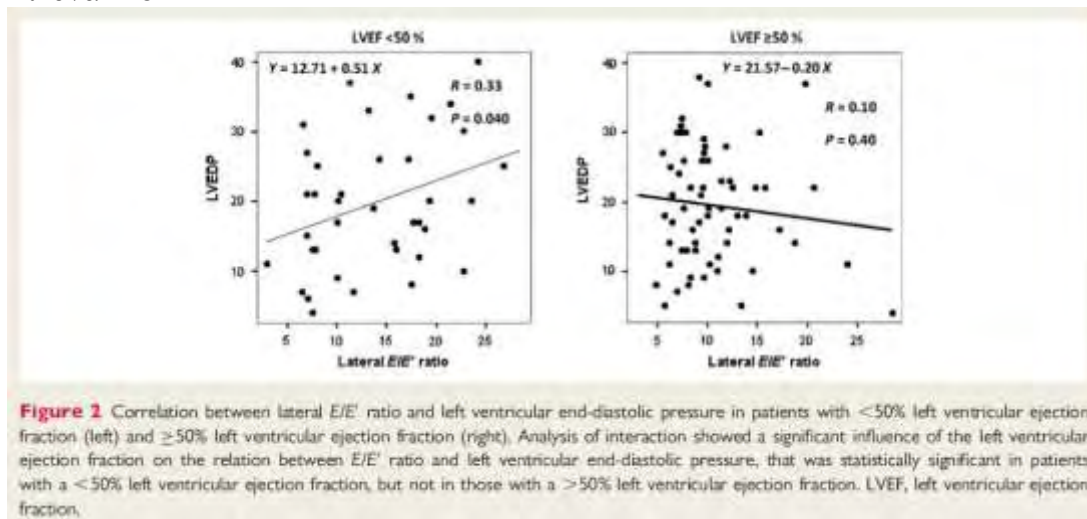 LVEF <50 %
Y = 12.71 + 0.51 X
R = 0.33
P = 0.040
40
30
20
10
LVEDP
5 10 15 20 25
Lateral E/E' ratio
LVEF ≥50 %
Y = 21.57 – 0.20 X
R = 0.10
P = 0.40
40
30
20
10
LVEDP
5 10 15 20 25
Lateral E/E' ratio
Figure 2 Correlation between lateral E/E' ratio and left ventricular end-diastolic pressure in patients with <50% left ventricular ejection
fraction (left) and ≥50% left ventricular ejection fraction (right). Analysis of interaction showed a significant influence of the left ventricular
ejection fraction on the relation between E/E' ratio and left ventricular end-diastolic pressure, that was statistically significant in patients
with a <50% left ventricular ejection fraction, but not in those with a >50% left ventricular ejection fraction. LVEF, left ventricular ejection
fraction.